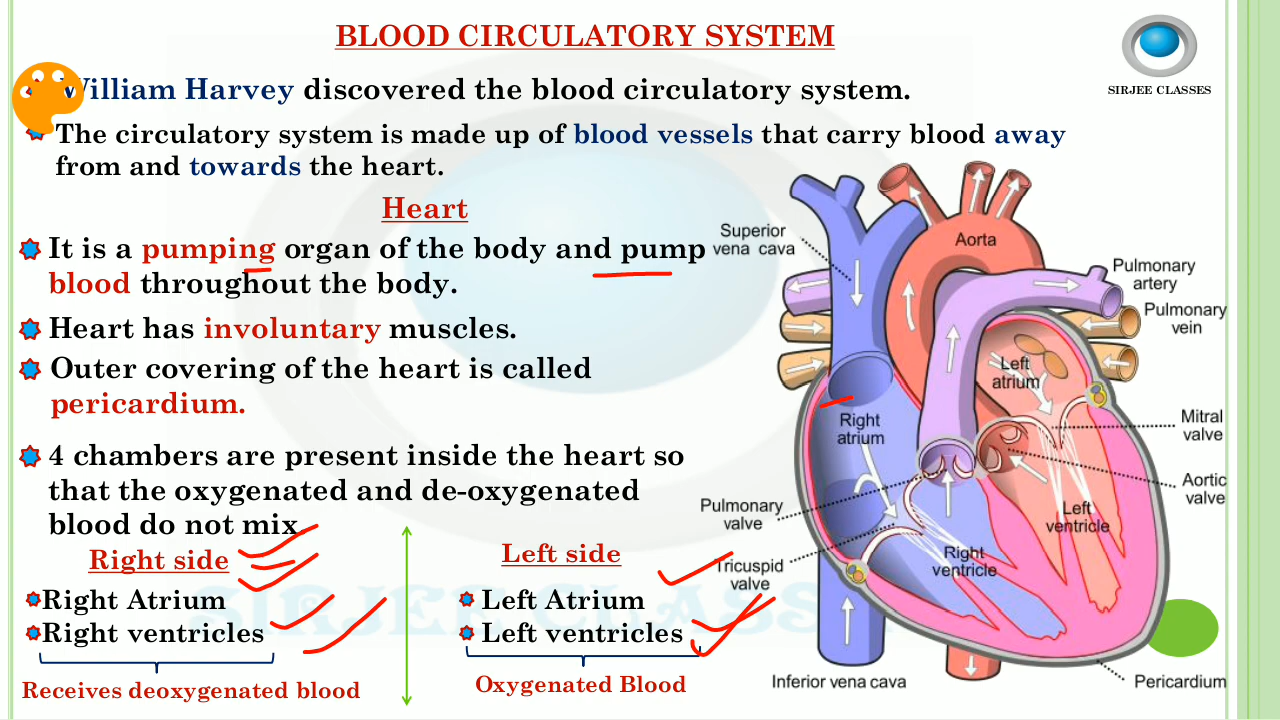 BLOOD CIRCULATORY SYSTEM
SIRJEE CLASSES
William Harvey discovered the blood circulatory system.
The circulatory system is made up of blood vessels that carry blood away
from and towards the heart.
Heart
It is a pumping organ of the body and pump
blood throughout the body.
Heart has involuntary muscles.
Outer covering of the heart is called
pericardium.
4 chambers are present inside the heart so
that the oxygenated and de-oxygenated
blood do not mix
Right side
Right Atrium
Right ventricles
Receives deoxygenated blood
Left side
Left Atrium
Left ventricles
Oxygenated Blood
Superior
vena cava
Aorta
Pulmonary
artery
Pulmonary
vein
Left
atrium
Right
atrium
Mitral
valve
Aortic
valve
Pulmonary
valve
Left
ventricle
Right
ventricle
Tricuspid
valve
Inferior vena cava
Pericardium
SIRJEE CLASSES